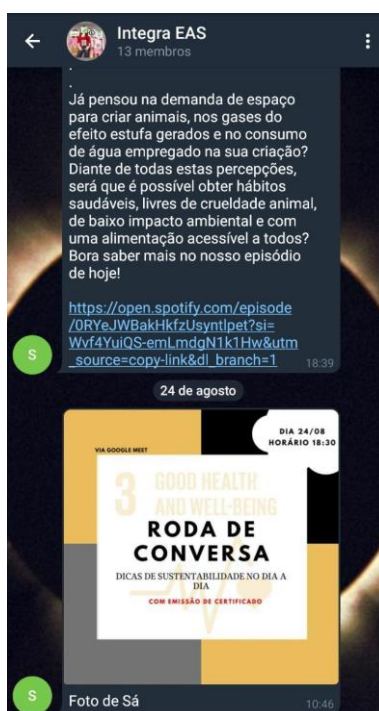 Integra EAS
13 membros
.
.
Já pensou na demanda de espaço
para criar animais, nos gases do
efeito estufa gerados e no consumo
de água empregado na sua criação?
Diante de todas estas percepções,
será que é possível obter hábitos
saudáveis, livres de crueldade animal,
de baixo impacto ambiental e com
uma alimentação acessível a todos?
Bora saber mais no nosso episódio
de hoje!
https://open.spotify.com/episode
/0RYeJWBakHkfzUsyntlpet?si=
Wvf4YuiQS-emLmdgN1k1Hw&utm
_source=copy-link&dl_branch=1
18:39
S
24 de agosto
DIA 24/08
HORÁRIO 18:30
VIA GOOGLE MEET
3 GOOD HEALTH
AND WELL-BEING
RODA DE
CONVERSA
DICAS DE SUSTENTABILIDADE NO DIA A
DIA
COM EMISSÃO DE CERTIFICADO
S
Foto de Sá
10:46